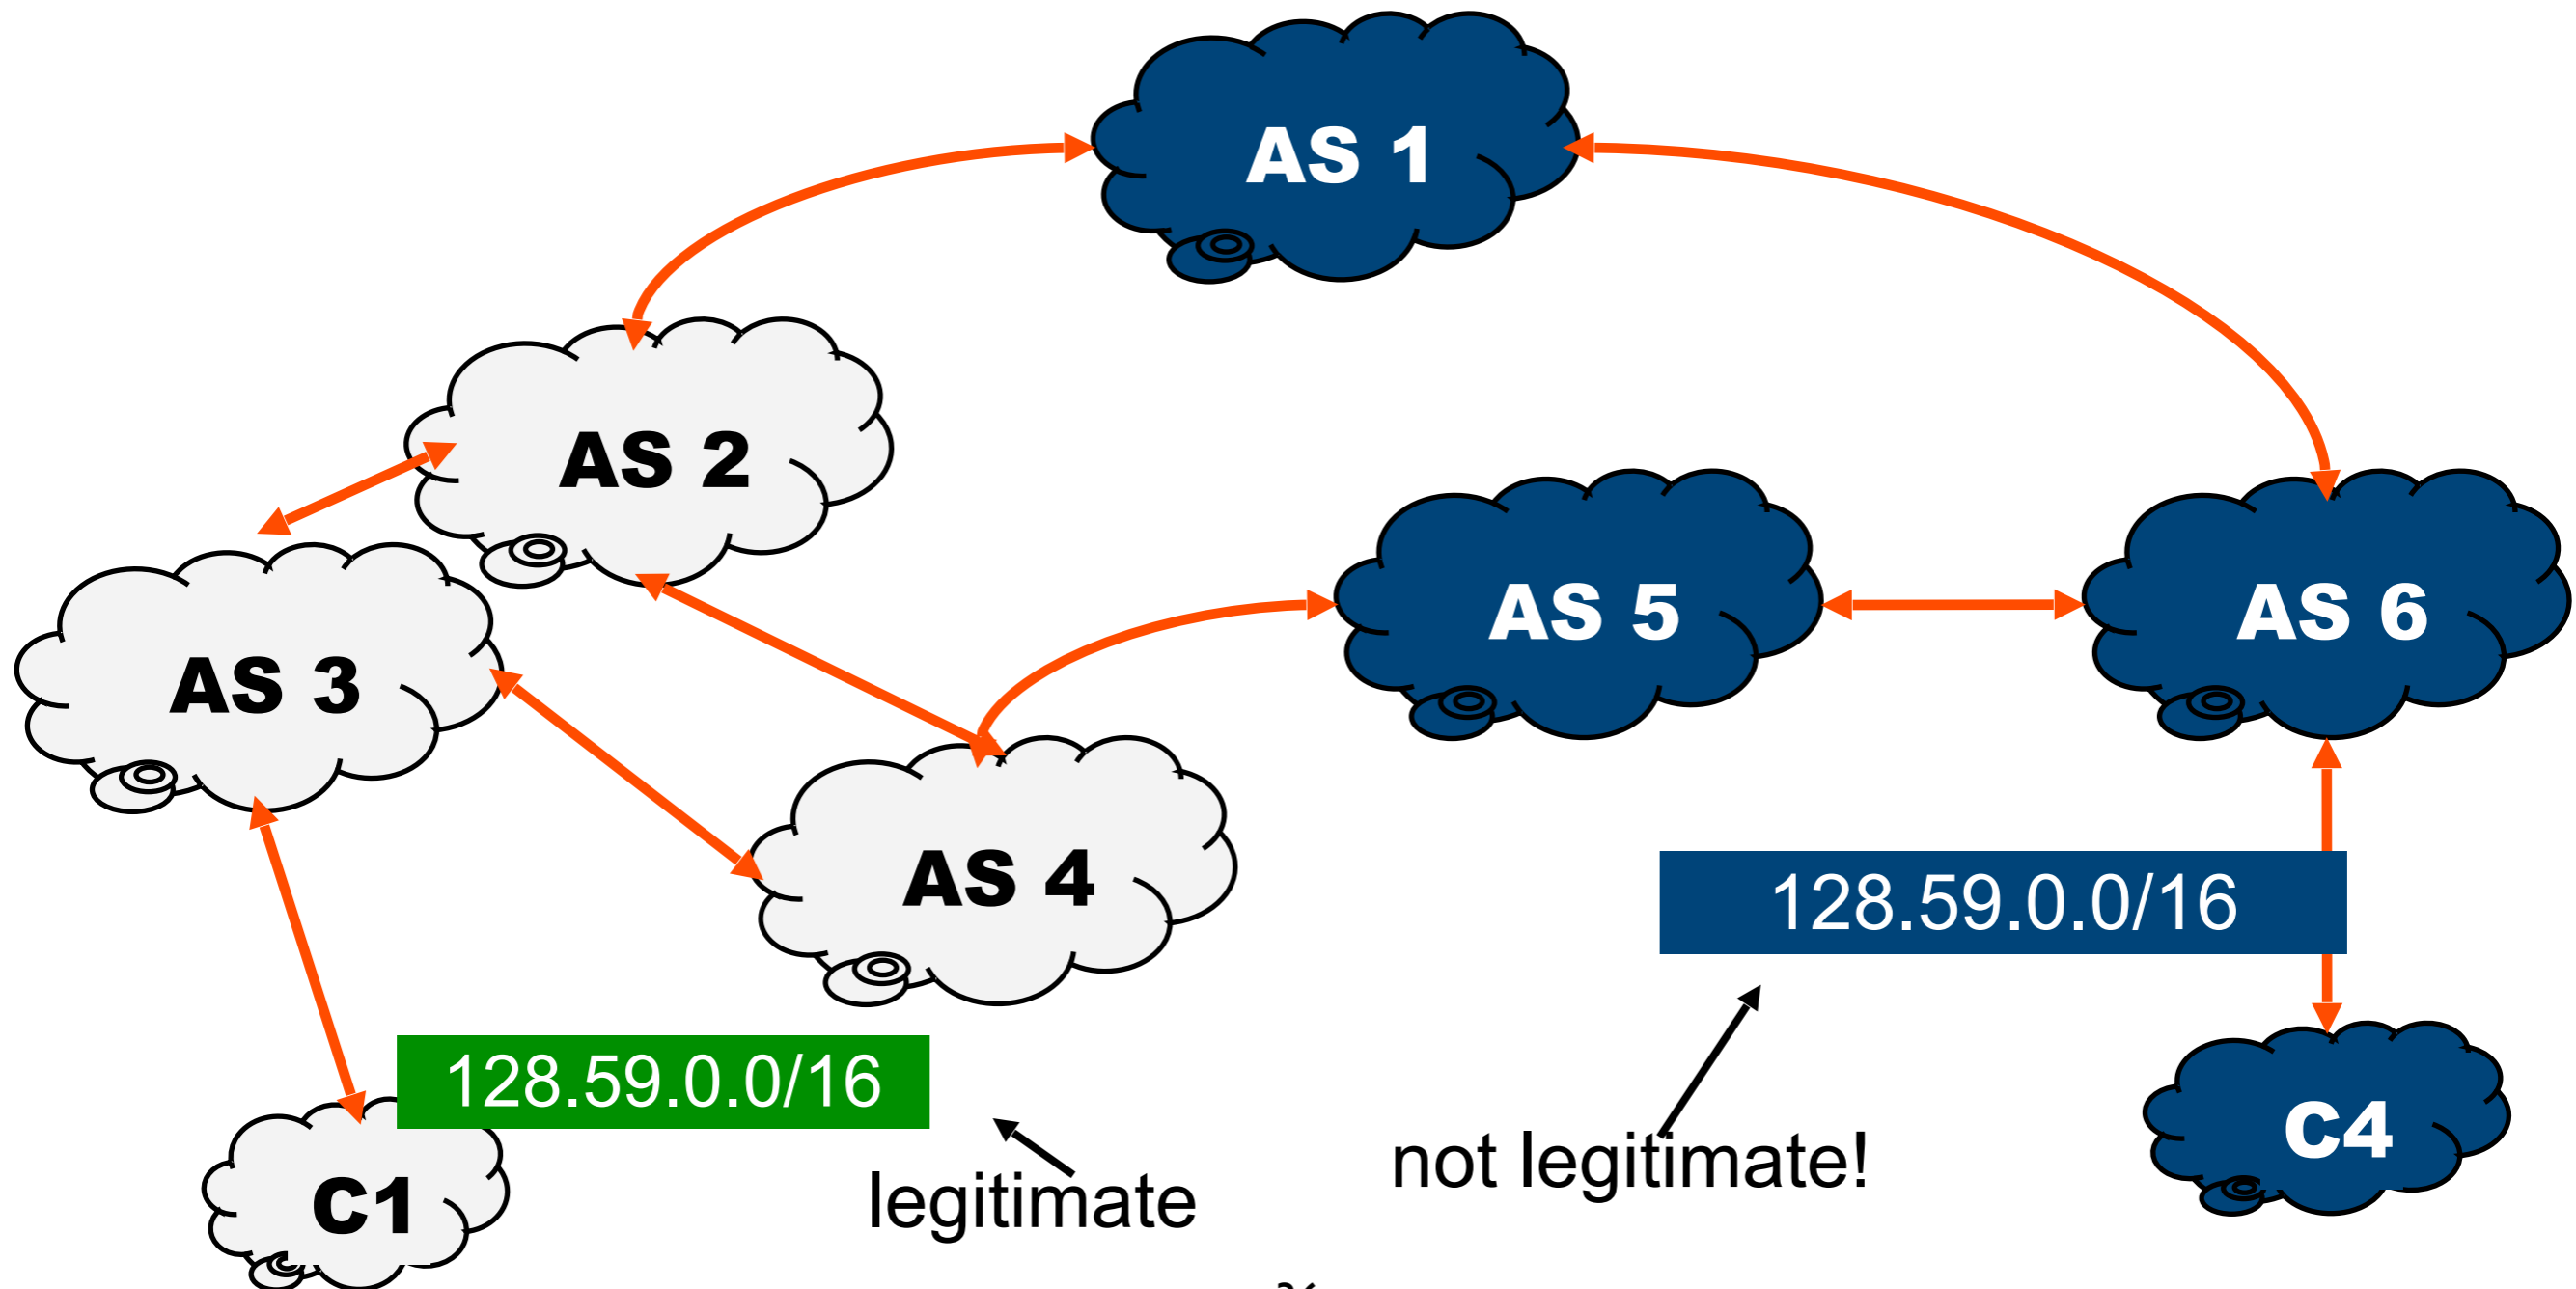 AS 1
AS 2
AS 5
AS 6
AS 3
AS 4
128.59.0.0/16
128.59.0.0/16
not legitimate!
C4
legitimate
C1